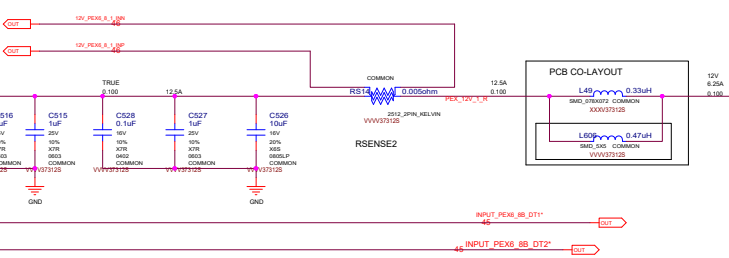 OUT
12V_PEX6_8_1_INN
46
OUT
12V_PEX6_8_1_INP
46
TRUE
0.100
12.5A
COMMON
RS14
0.005ohm
2512_2PIN_KELVIN
VVVV37312S
RSENSE2
PEX_12V_1_R
12.5A
0.100
PCB CO-LAYOUT
L49
0.33uH
SMD_078X072 COMMON
XXXV37312S
L606
0.47uH
SMD_5X5 COMMON
VVVV37312S
12V
6.25A
0.100
516
uF
COMMON
C515
1uF
25V
10%
X7R
0603
COMMON
VVVV37312S
C528
0.1uF
16V
10%
X7R
0402
COMMON
VVVV37312S
C527
1uF
25V
10%
X7R
0603
COMMON
VVVV37312S
C526
10uF
16V
20%
X6S
0805LP
COMMON
VVVV37312S
GND
GND
INPUT_PEX6_8B_DT1*
45
OUT
45
INPUT_PEX6_8B_DT2*
OUT